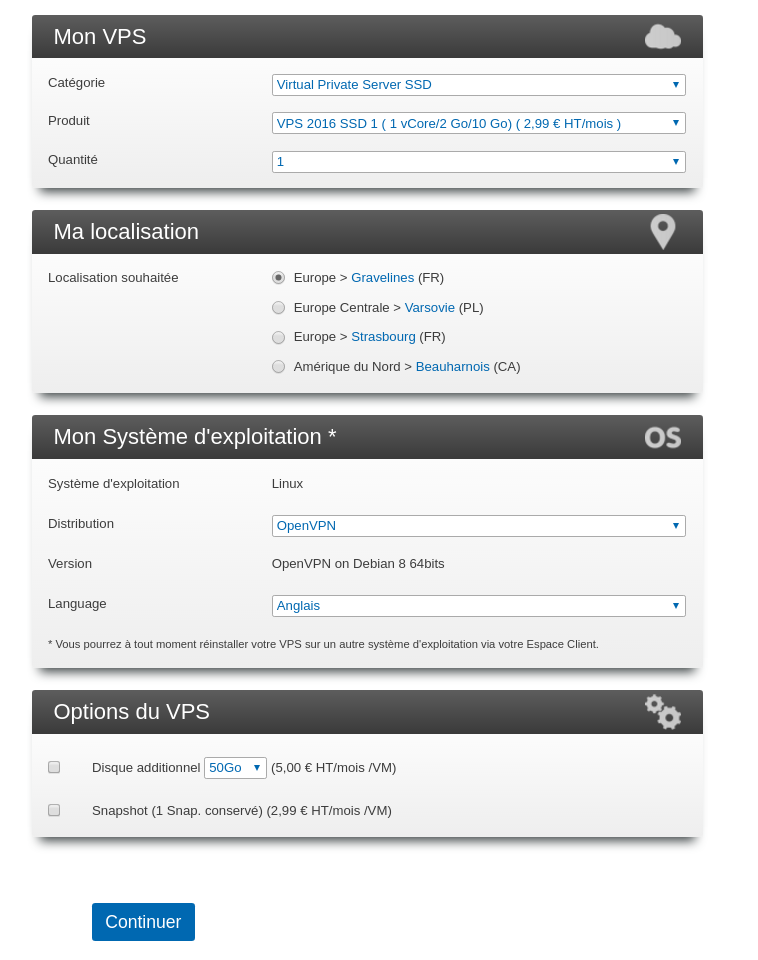 Mon VPS
Catégorie Virtual Private Server SSD
Produit VPS 2016 SSD 1 ( 1 vCore/2 Go/10 Go) ( 2,99 € HT/mois )
Quantité 1
Ma localisation
Localisation souhaitée Europe > Gravelines (FR)
Europe Centrale > Varsovie (PL)
Europe > Strasbourg (FR)
Amérique du Nord > Beauharnois (CA)
Mon Système d'exploitation *
OS
Système d'exploitation Linux
Distribution OpenVPN
Version OpenVPN on Debian 8 64bits
Language Anglais
* Vous pourrez à tout moment réinstaller votre VPS sur un autre système d'exploitation via votre Espace Client.
Options du VPS
Disque additionnel 50Go (5,00 € HT/mois /VM)
Snapshot (1 Snap. conservé) (2,99 € HT/mois /VM)
Continuer